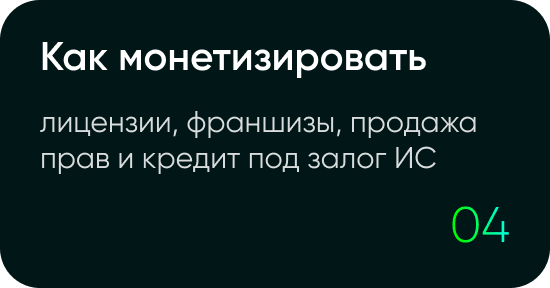 Как монетизировать
лицензии, франшизы, продажа
прав и кредит под залог ИС
04